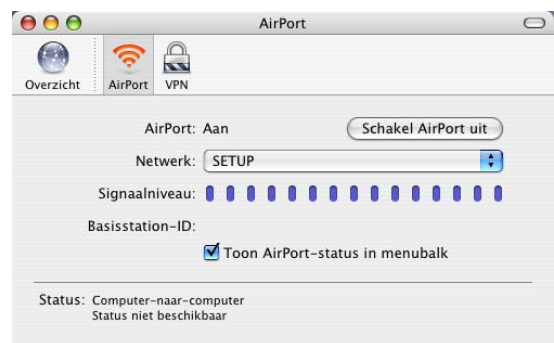 AirPort
Overzicht AirPort VPN
AirPort: Aan Schakel AirPort uit
Netwerk: SETUP
Signaalniveau:
Basisstation-ID:
Toon AirPort-status in menubalk
Status: Computer-naar-computer
Status niet beschikbaar